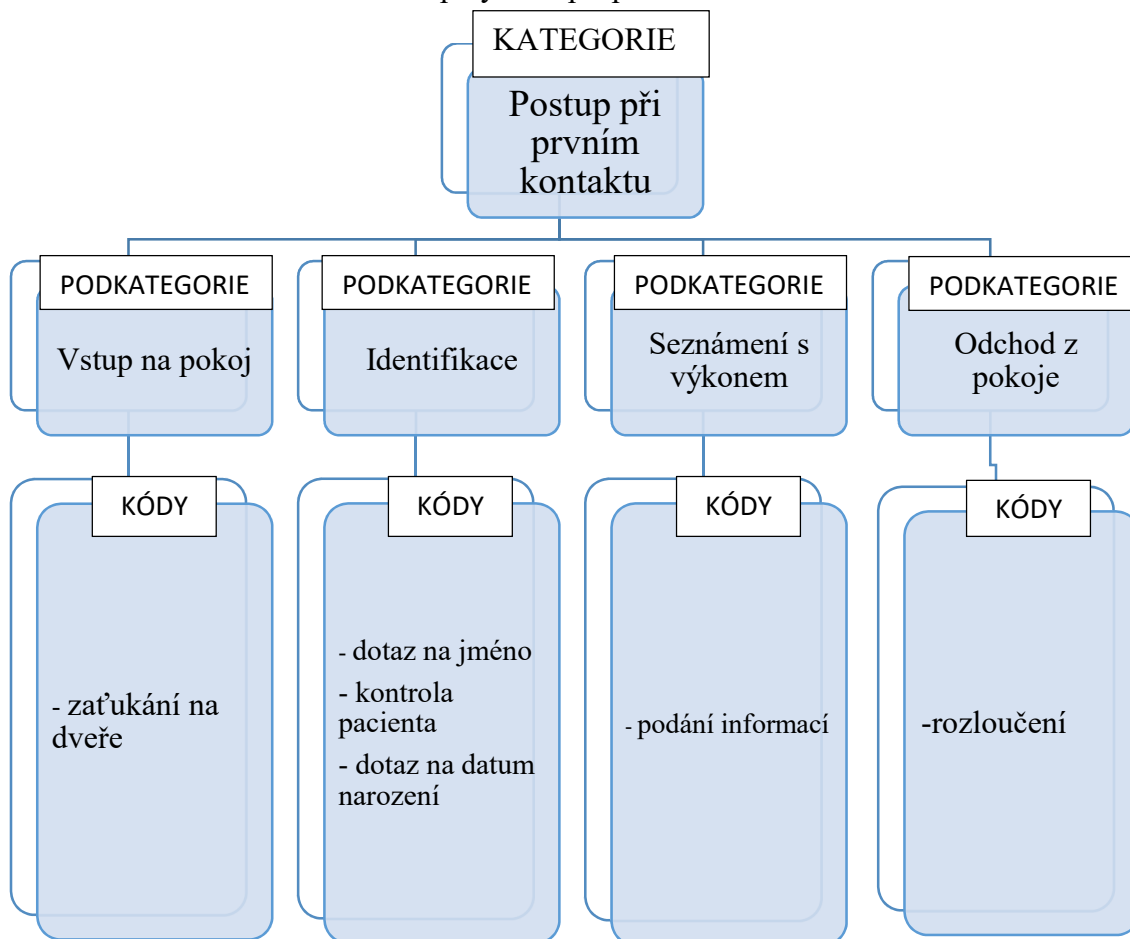 KATEGORIE
Postup při
prvním
kontaktu
PODKATEGORIE
Vstup na pokoj
PODKATEGORIE
Identifikace
PODKATEGORIE
Seznámení s
výkonem
PODKATEGORIE
Odchod z
pokoje
KÓDY
- zaťukání na
dveře
KÓDY
- dotaz na jméno
- kontrola
pacienta
- dotaz na datum
narození
KÓDY
- podání informací
KÓDY
-rozloučení